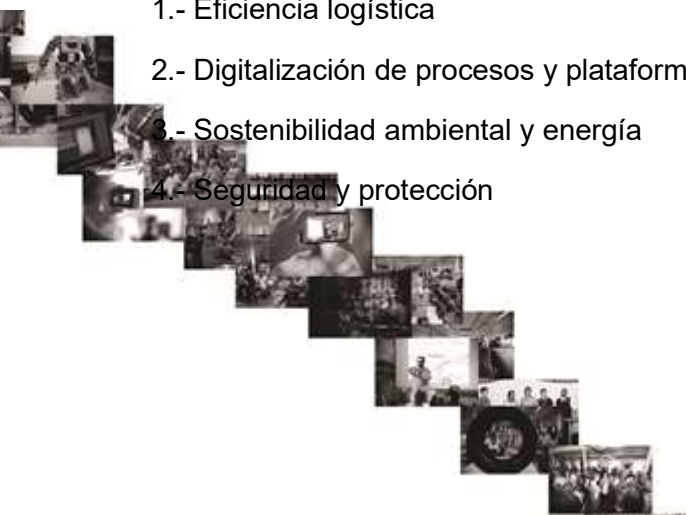 1.- Eficiencia logística
2.- Digitalización de procesos y plataform
3.- Sostenibilidad ambiental y energía
4.- Seguridad y protección